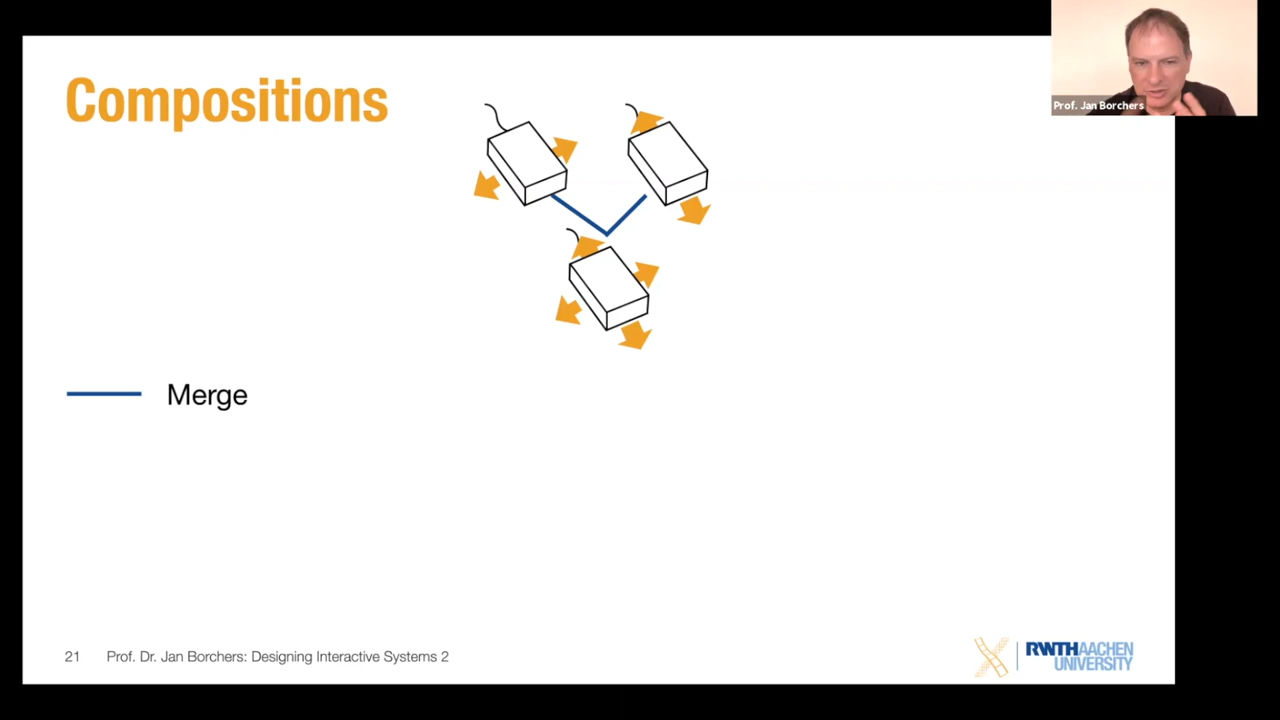 Compositions
Prof. Jan Borchers
Merge
21 Prof. Dr. Jan Borchers: Designing Interactive Systems 2
RWTHAACHEN
UNIVERSITY